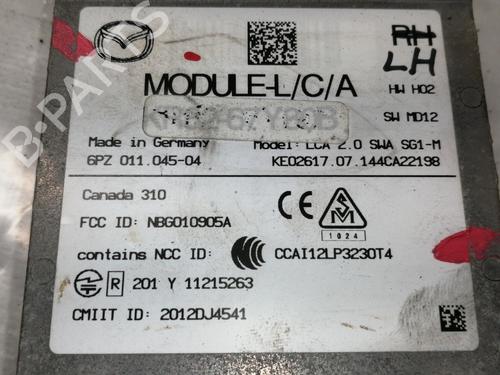 RH
LH
MODULE-L/C/A
HW H02
SW MD12
Made in Germany
Model: LCA 2.0 SWA SG1-M
6PZ 011.045-04
KE02617.07.144CA22198
Canada 310
FCC ID: NBG010905A
CE
SM
1024
contains NCC ID:
CCAI12LP3230T4
R 201 Y 11215263
CMIIT ID: 2012DJ4541
B-PARTS